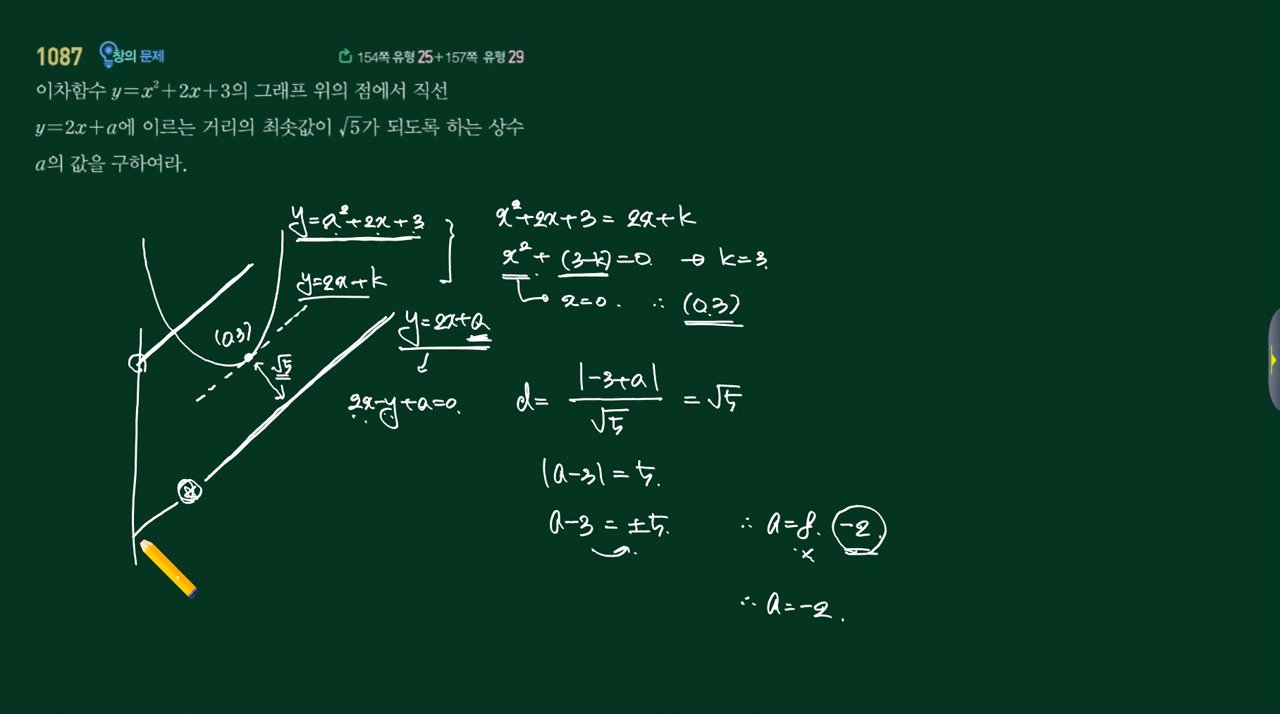 1087 창의 문제
154쪽 유형 25+157쪽 유형 29
이차함수 y=x²+2x+3의 그래프 위의 점에서 직선
y=2x+a에 이르는 거리의 최솟값이 √5가 되도록 하는 상수
a의 값을 구하여라.
y=x²+2x+3
y=2x+k
(0,3)
√5
y=2x+a
2x-y+a=0.
x²+2x+3=2x+k
x²+(3-k)=0. → k=3.
x=0. ∴ (0,3)
d= |-3+a|/√5 = √5
|a-3|=5.
a-3=±5. ∴ a=8. -2.
×
∴ a=-2.